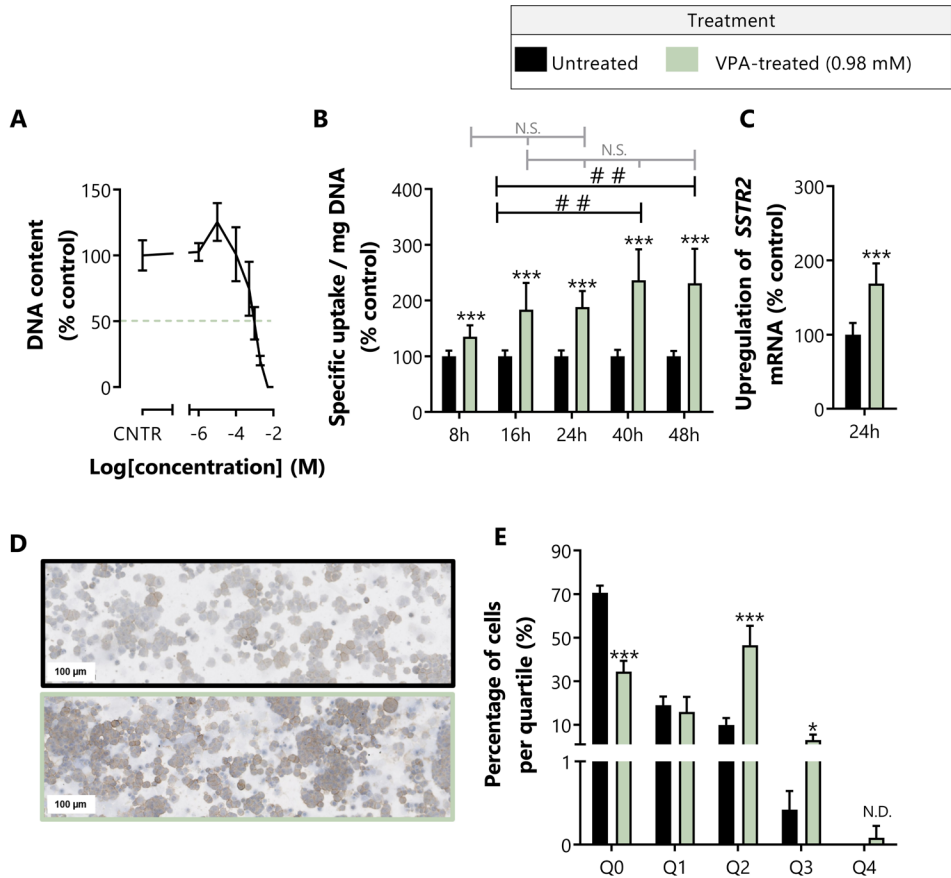 Treatment
Untreated VPA-treated (0.98 mM)
A
DNA content
(% control)
150
100
50
0
CNTR -6 -4 -2
Log[concentration] (M)
B
N.S.
N.S.
# #
# #
Specific uptake / mg DNA
(% control)
400
300
200
100
0
*** *** *** *** ***
8h 16h 24h 40h 48h
C
Upregulation of SSTR2
mRNA (% control)
300
200
100
0
***
24h
D
100 µm
100 µm
E
Percentage of cells
per quartile (%)
90
70
50
30
10
1
0
*** *** * N.D.
Q0 Q1 Q2 Q3 Q4